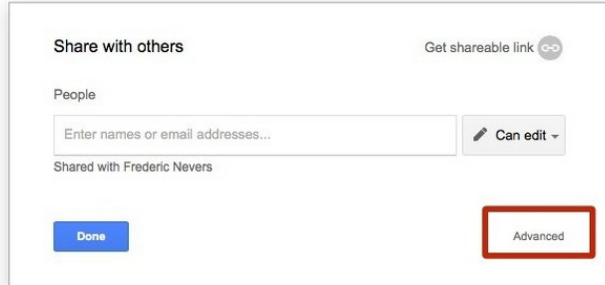 Share with others
Get shareable link
People
Enter names or email addresses...
Can edit
Shared with Frederic Nevers
Done
Advanced